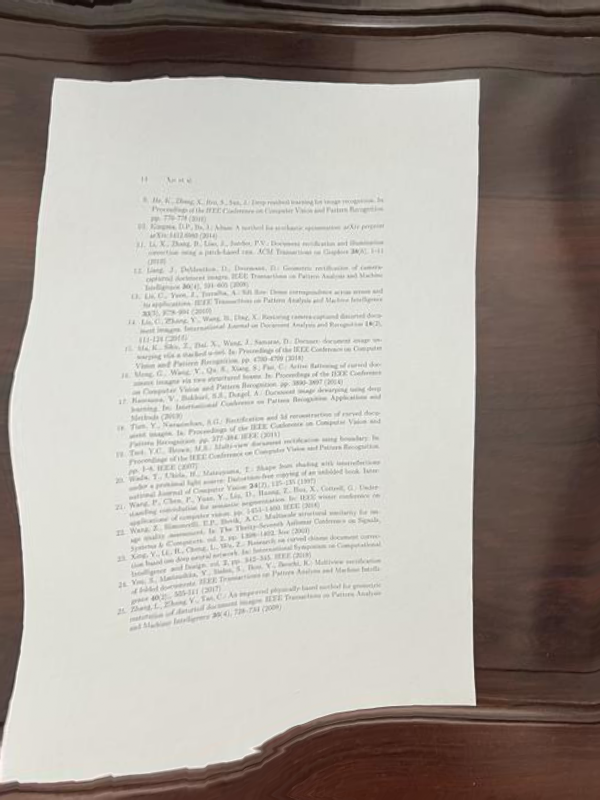 14 Xie et al.
9. He, K., Zhang, X., Ren, S., Sun, J.: Deep residual learning for image recognition. In:
Proceedings of the IEEE Conference on Computer Vision and Pattern Recognition.
pp. 770–778 (2016)
10. Kingma, D.P., Ba, J.: Adam: A method for stochastic optimization. arXiv preprint
arXiv:1412.6980 (2014)
11. Li, X., Zhang, B., Liao, J., Sander, P.V.: Document rectification and illumination
correction using a patch-based cnn. ACM Transactions on Graphics 38(6), 1–11
(2019)
12. Liang, J., DeMenthon, D., Doermann, D.: Geometric rectification of camera-
captured document images. IEEE Transactions on Pattern Analysis and Machine
Intelligence 30(4), 591–605 (2008)
13. Liu, C., Yuen, J., Torralba, A.: Sift flow: Dense correspondence across scenes and
its applications. IEEE Transactions on Pattern Analysis and Machine Intelligence
33(5), 978–994 (2010)
14. Liu, C., Zhang, Y., Wang, B., Ding, X.: Restoring camera-captured distorted docu-
ment images. International Journal on Document Analysis and Recognition 18(2),
111–124 (2015)
15. Ma, K., Shu, Z., Bai, X., Wang, J., Samaras, D.: Docunet: document image un-
warping via a stacked u-net. In: Proceedings of the IEEE Conference on Computer
Vision and Pattern Recognition. pp. 4700–4709 (2018)
16. Meng, G., Wang, Y., Qu, S., Xiang, S., Pan, C.: Active flattening of curved doc-
ument images via two structured beams. In: Proceedings of the IEEE Conference
on Computer Vision and Pattern Recognition. pp. 3890–3897 (2014)
17. Ramanna, V., Bukhari, S.S., Dengel, A.: Document image dewarping using deep
learning. In: International Conference on Pattern Recognition Applications and
Methods (2019)
18. Tian, Y., Narasimhan, S.G.: Rectification and 3d reconstruction of curved docu-
ment images. In: Proceedings of the IEEE Conference on Computer Vision and
Pattern Recognition. pp. 377–384. IEEE (2011)
19. Tsoi, Y.C., Brown, M.S.: Multi-view document rectification using boundary. In:
Proceedings of the IEEE Conference on Computer Vision and Pattern Recognition.
pp. 1–8. IEEE (2007)
20. Wada, T., Ukida, H., Matsuyama, T.: Shape from shading with interreflections
under a proximal light source: Distortion-free copying of an unfolded book. Inter-
national Journal of Computer Vision 24(2), 125–135 (1997)
21. Wang, P., Chen, P., Yuan, Y., Liu, D., Huang, Z., Hou, X., Cottrell, G.: Under-
standing convolution for semantic segmentation. In: IEEE winter conference on
applications of computer vision. pp. 1451–1460. IEEE (2018)
22. Wang, Z., Simoncelli, E.P., Bovik, A.C.: Multiscale structural similarity for im-
age quality assessment. In: The Thirty-Seventh Asilomar Conference on Signals,
Systems & Computers. vol. 2, pp. 1398–1402. Ieee (2003)
23. Xing, Y., Li, R., Cheng, L., Wu, Z.: Research on curved chinese document correc-
tion based on deep neural network. In: International Symposium on Computational
Intelligence and Design. vol. 2, pp. 342–345. IEEE (2018)
24. You, S., Matsushita, Y., Sinha, S., Bou, Y., Ikeuchi, K.: Multiview rectification
of folded documents. IEEE Transactions on Pattern Analysis and Machine Intelli-
gence 40(2), 505–511 (2017)
25. Zhang, L., Zhang, Y., Tan, C.: An improved physically-based method for geometric
restoration of distorted document images. IEEE Transactions on Pattern Analysis
and Machine Intelligence 30(4), 728–734 (2008)